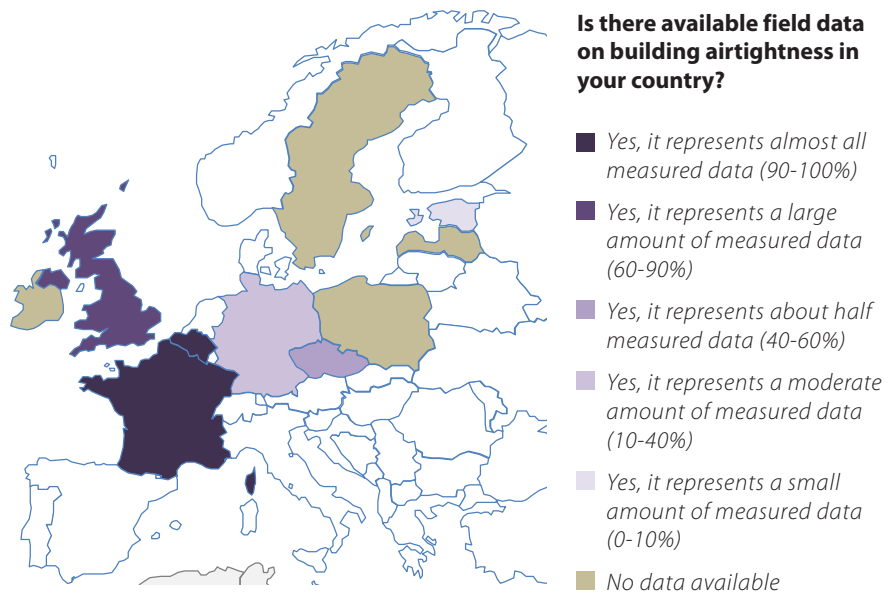 Is there available field data
on building airtightness in
your country?
Yes, it represents almost all
measured data (90-100%)
Yes, it represents a large
amount of measured data
(60-90%)
Yes, it represents about half
measured data (40-60%)
Yes, it represents a moderate
amount of measured data
(10-40%)
Yes, it represents a small
amount of measured data
(0-10%)
No data available